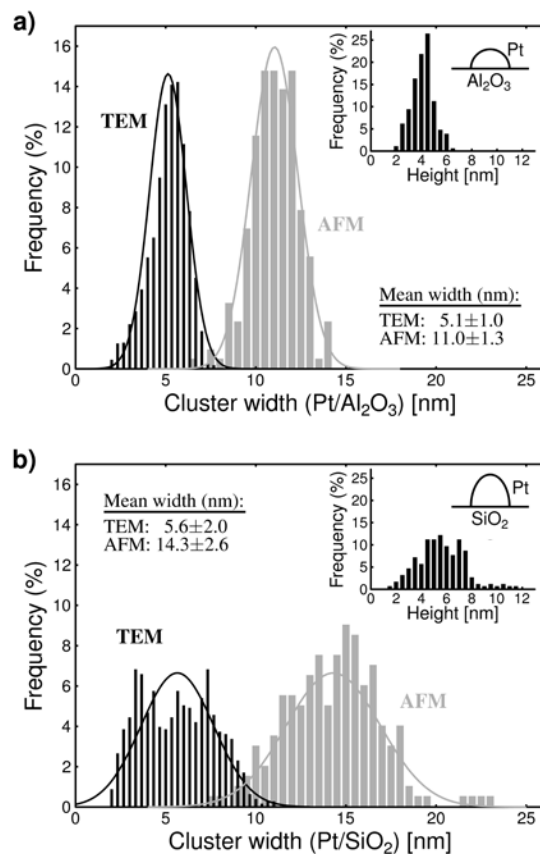 a)
16
14
12
10
8
6
4
2
0
Frequency (%)
TEM
AFM
Frequency (%)
25
20
15
10
5
0
0 2 4 6 8 10 12
Height [nm]
Pt
Al₂O₃
Mean width (nm):
TEM: 5.1±1.0
AFM: 11.0±1.3
0 5 10 15 20 25
Cluster width (Pt/Al₂O₃) [nm]
b)
16
14
12
10
8
6
4
2
0
Frequency (%)
Mean width (nm):
TEM: 5.6±2.0
AFM: 14.3±2.6
TEM
AFM
Frequency (%)
25
20
15
10
5
0
0 2 4 6 8 10 12
Height [nm]
Pt
SiO₂
0 5 10 15 20 25
Cluster width (Pt/SiO₂) [nm]